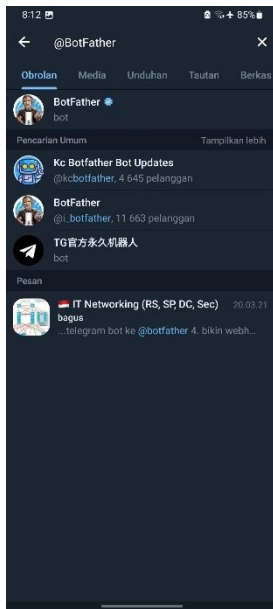 8:12
85%
@BotFather
Obrolan Media Unduhan Tautan Berkas
BotFather
bot
Pencarian Umum Tampilkan lebih
Kc Botfather Bot Updates
@kcbotfather, 4 645 pelanggan
BotFather
@i_botfather, 11 663 pelanggan
TG官方永久机器人
bot
Pesan
IT Networking (RS, SP, DC, Sec) 20.03.21
bagus
...telegram bot ke @botfather 4. bikin webh...